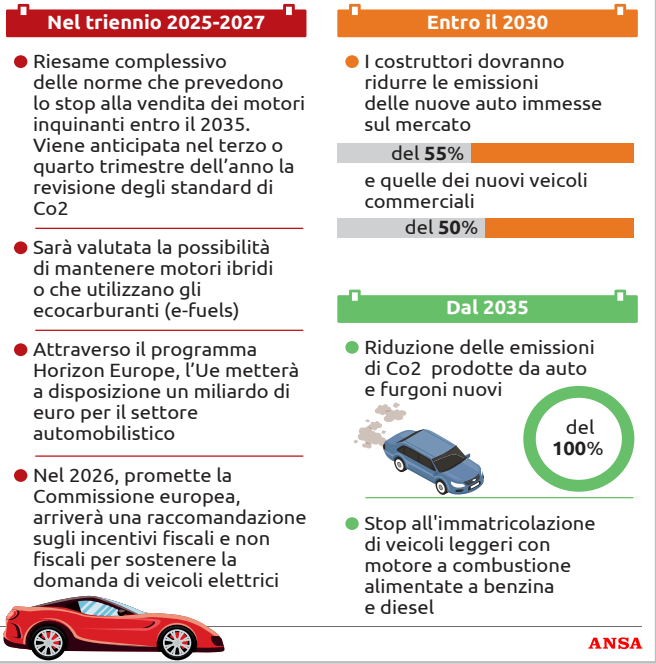 Nel triennio 2025-2027
Riesame complessivo
delle norme che prevedono
lo stop alla vendita dei motori
inquinanti entro il 2035.
Viene anticipata nel terzo o
quarto trimestre dell'anno la
revisione degli standard di
Co2
Sarà valutata la possibilità
di mantenere motori ibridi
o che utilizzano gli
ecocarburanti (e-fuels)
Attraverso il programma
Horizon Europe, l'Ue metterà
a disposizione un miliardo di
euro per il settore
automobilistico
Nel 2026, promette la
Commissione europea,
arriverà una raccomandazione
sugli incentivi fiscali e non
fiscali per sostenere la
domanda di veicoli elettrici
Entro il 2030
I costruttori dovranno
ridurre le emissioni
delle nuove auto immesse
sul mercato
del 55%
e quelle dei nuovi veicoli
commerciali
del 50%
Dal 2035
Riduzione delle emissioni
di Co2 prodotte da auto
e furgoni nuovi
del
100%
Stop all'immatricolazione
di veicoli leggeri con
motore a combustione
alimentate a benzina
e diesel
ANSA